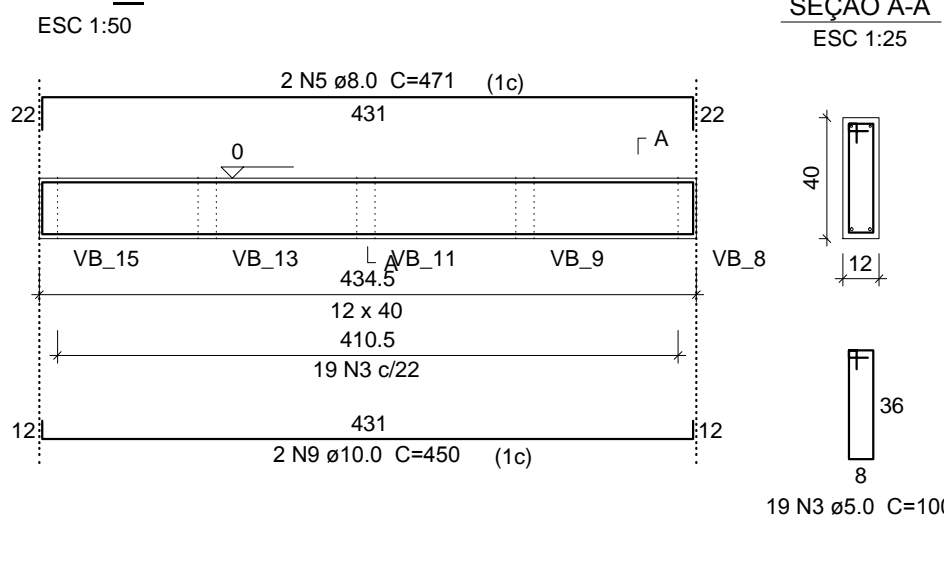 ESC 1:50
SEÇÃO A-A
ESC 1:25
2 N5 ø8.0 C=471 (1c)
22
431
22
A
0
40
12
VB_15
VB_13
A
VB_11
VB_9
VB_8
434.5
12 x 40
410.5
19 N3 c/22
36
8
12
431
12
2 N9 ø10.0 C=450 (1c)
19 N3 ø5.0 C=100